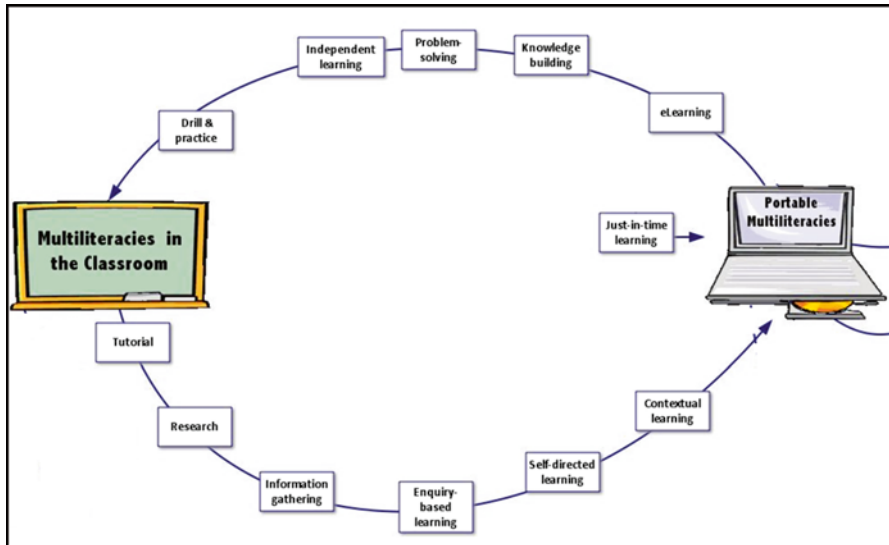 Problem-
solving
Independent
learning
Knowledge
building
eLearning
Drill &
practice
Portable
Multiliteracies
Multiliteracies in
the Classroom
Just-in-time
learning
Tutorial
Contextual
learning
Research
Self-directed
learning
Information
gathering
Enquiry-
based
learning